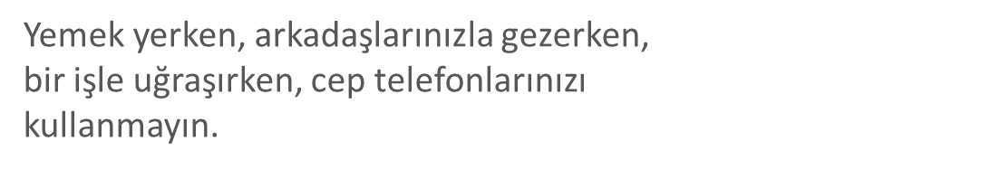 Yemek yerken, arkadaşlarınızla gezerken,
bir işle uğraşırken, cep telefonlarınızı
kullanmayın.